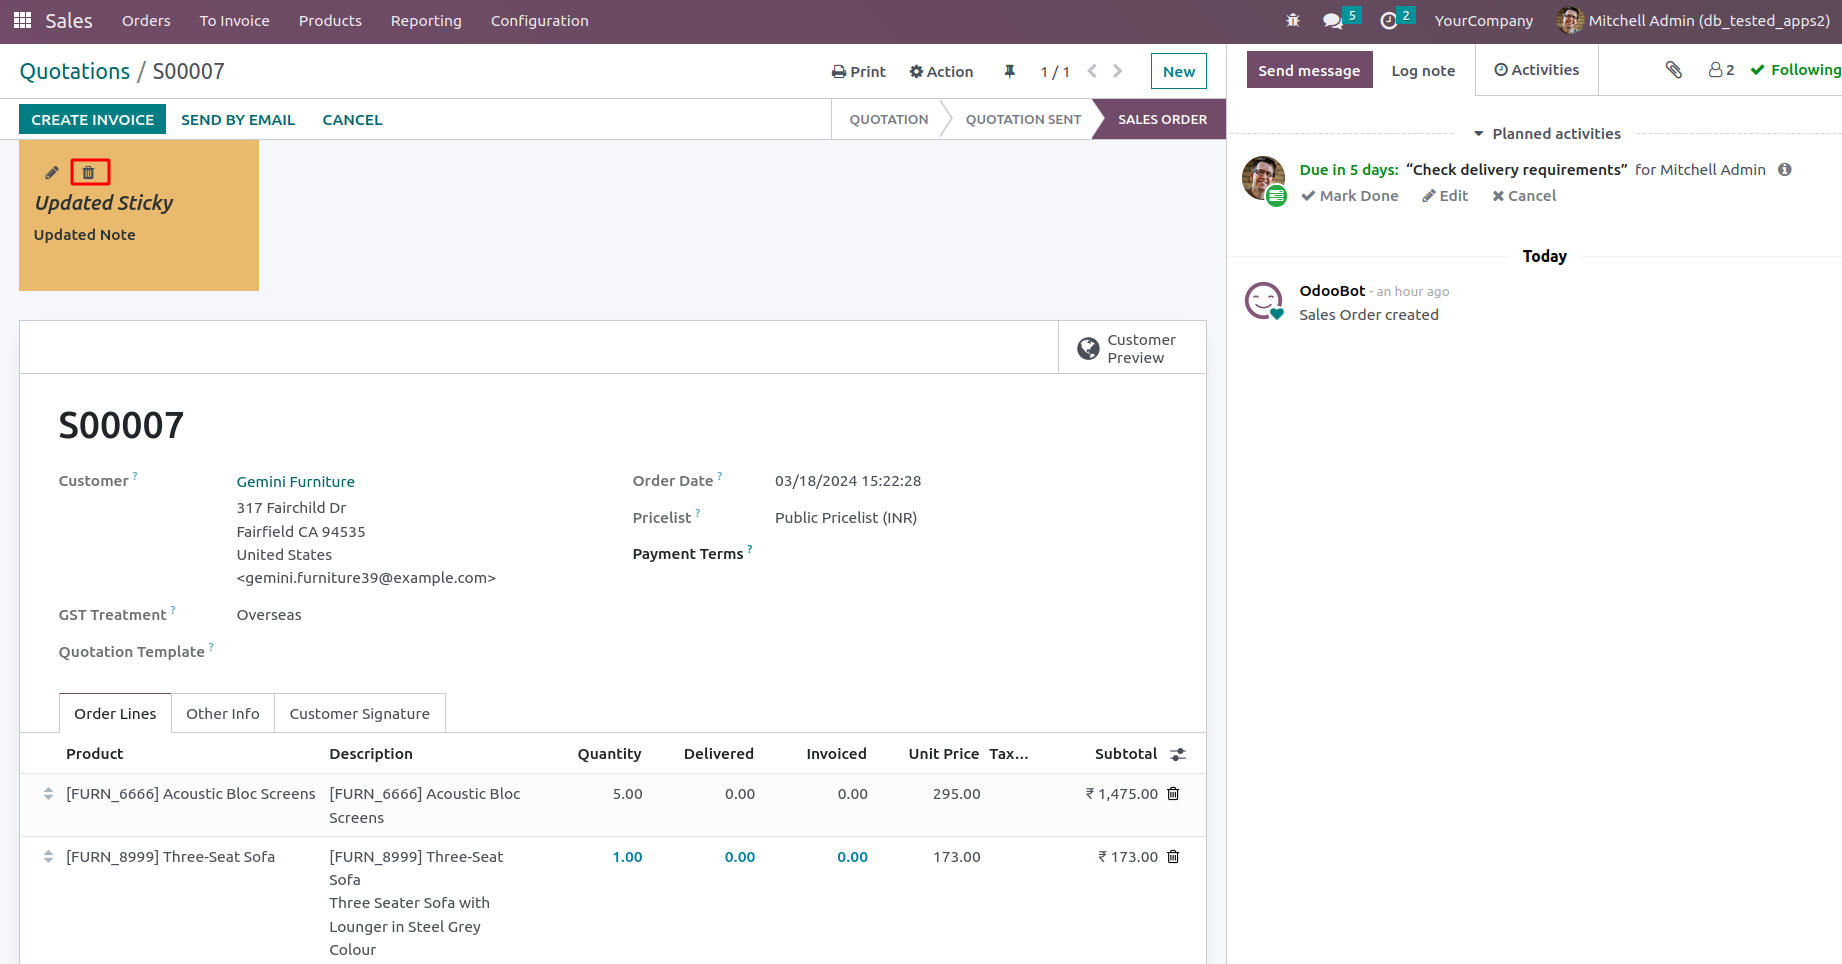 Sales Orders To Invoice Products Reporting Configuration 5 2 YourCompany Mitchell Admin (db_tested_apps2)
Quotations / S00007 Print Action 1 / 1 New
CREATE INVOICE SEND BY EMAIL CANCEL QUOTATION QUOTATION SENT SALES ORDER
Updated Sticky
Updated Note
Customer
Preview
S00007
Customer ? Gemini Furniture
317 Fairchild Dr
Fairfield CA 94535
United States
<gemini.furniture39@example.com>
GST Treatment ? Overseas
Quotation Template ?
Order Date ? 03/18/2024 15:22:28
Pricelist ? Public Pricelist (INR)
Payment Terms ?
Order Lines Other Info Customer Signature
Product Description Quantity Delivered Invoiced Unit Price Tax... Subtotal
[FURN_6666] Acoustic Bloc Screens [FURN_6666] Acoustic Bloc 5.00 0.00 0.00 295.00 ₹ 1,475.00
Screens
[FURN_8999] Three-Seat Sofa [FURN_8999] Three-Seat 1.00 0.00 0.00 173.00 ₹ 173.00
Sofa
Three Seater Sofa with
Lounger in Steel Grey
Colour
Send message Log note Activities 2 Following
Planned activities
Due in 5 days: “Check delivery requirements” for Mitchell Admin
Mark Done Edit Cancel
Today
OdooBot - an hour ago
Sales Order created